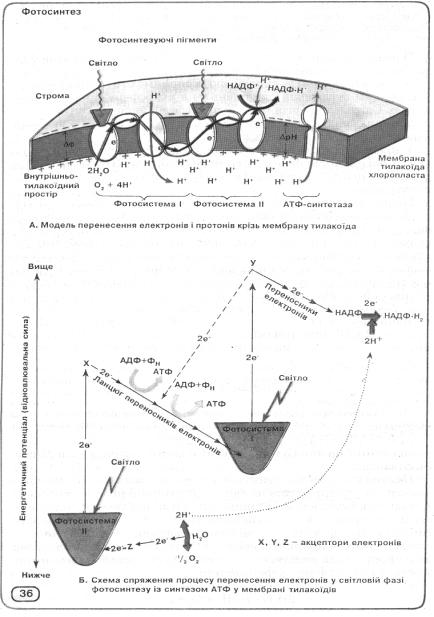 Фотосинтез
Фотосинтезуючі пігменти
Світло
Світло
Строма
H⁺
НАДФ⁺
H⁺
НАДФ-Н
Δφ
e⁻
e⁻
e⁻
ΔpH
2H₂O
O₂ + 4H⁺
H⁺ H⁺ H⁺ H⁺ H⁺
H⁺ H⁺ H⁺ H⁺
Внутрішньо-
тилакоїдний
простір
Мембрана
тилакоїда
хлоропласта
Фотосистема I
Фотосистема II
АТФ-синтетаза
А. Модель перенесення електронів і протонів крізь мембрану тилакоїда
Вище
Енергетичний потенціал (відновлювальна сила)
Нижче
Y
2e⁻
Переносники
електронів
НАДФ
2e⁻
НАДФ-Н₂
2H⁺
2e⁻
2e⁻
X
2e⁻
АДФ+Фн
АТФ
АДФ+Фн
АТФ
Ланцюг переносників електронів
Світло
Фотосистема
I
2e⁻
Світло
Фотосистема
II
2e⁻
Z
2e⁻
2H⁺
H₂O
½ O₂
X, Y, Z – акцептори електронів
Б. Схема спряження процесу перенесення електронів у світловій фазі
фотосинтезу із синтезом АТФ у мембрані тилакоїдів
36